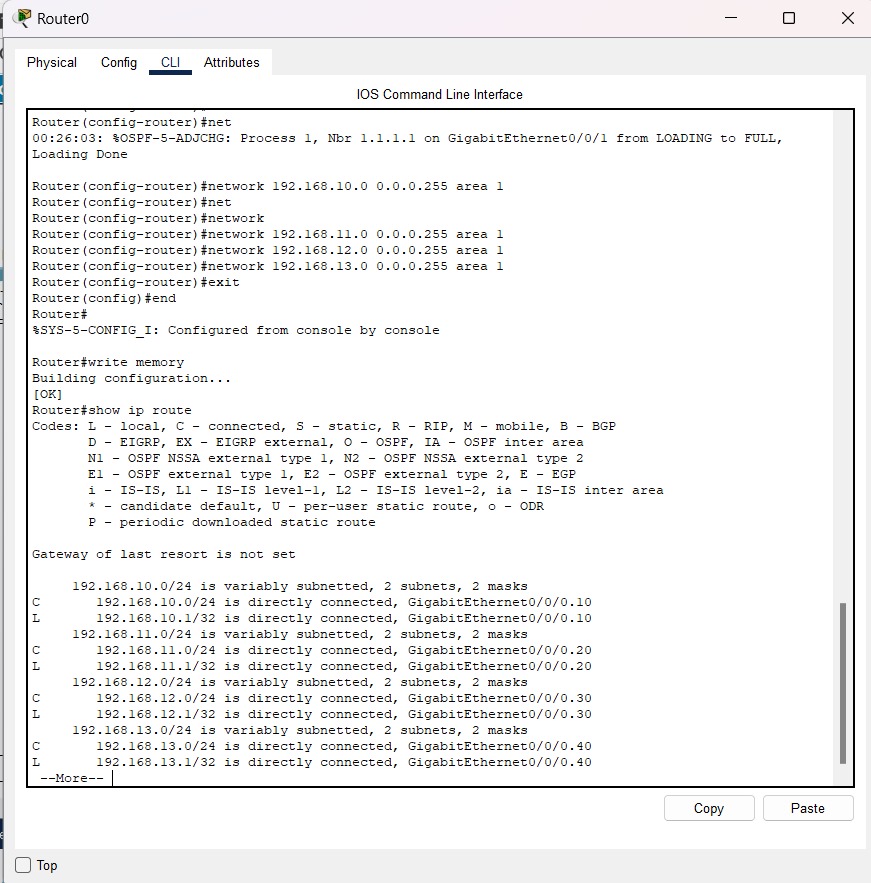 Router0
Physical Config CLI Attributes
IOS Command Line Interface
Router(config-router)#net
00:26:03: %OSPF-5-ADJCHG: Process 1, Nbr 1.1.1.1 on GigabitEthernet0/0/1 from LOADING to FULL,
Loading Done
Router(config-router)#network 192.168.10.0 0.0.0.255 area 1
Router(config-router)#net
Router(config-router)#network
Router(config-router)#network 192.168.11.0 0.0.0.255 area 1
Router(config-router)#network 192.168.12.0 0.0.0.255 area 1
Router(config-router)#network 192.168.13.0 0.0.0.255 area 1
Router(config-router)#exit
Router(config)#end
Router#
%SYS-5-CONFIG_I: Configured from console by console
Router#write memory
Building configuration...
[OK]
Router#show ip route
Codes: L - local, C - connected, S - static, R - RIP, M - mobile, B - BGP
D - EIGRP, EX - EIGRP external, O - OSPF, IA - OSPF inter area
N1 - OSPF NSSA external type 1, N2 - OSPF NSSA external type 2
E1 - OSPF external type 1, E2 - OSPF external type 2, E - EGP
i - IS-IS, L1 - IS-IS level-1, L2 - IS-IS level-2, ia - IS-IS inter area
* - candidate default, U - per-user static route, o - ODR
P - periodic downloaded static route
Gateway of last resort is not set
192.168.10.0/24 is variably subnetted, 2 subnets, 2 masks
C 192.168.10.0/24 is directly connected, GigabitEthernet0/0/0.10
L 192.168.10.1/32 is directly connected, GigabitEthernet0/0/0.10
192.168.11.0/24 is variably subnetted, 2 subnets, 2 masks
C 192.168.11.0/24 is directly connected, GigabitEthernet0/0/0.20
L 192.168.11.1/32 is directly connected, GigabitEthernet0/0/0.20
192.168.12.0/24 is variably subnetted, 2 subnets, 2 masks
C 192.168.12.0/24 is directly connected, GigabitEthernet0/0/0.30
L 192.168.12.1/32 is directly connected, GigabitEthernet0/0/0.30
192.168.13.0/24 is variably subnetted, 2 subnets, 2 masks
C 192.168.13.0/24 is directly connected, GigabitEthernet0/0/0.40
L 192.168.13.1/32 is directly connected, GigabitEthernet0/0/0.40
--More--
Copy Paste
Top